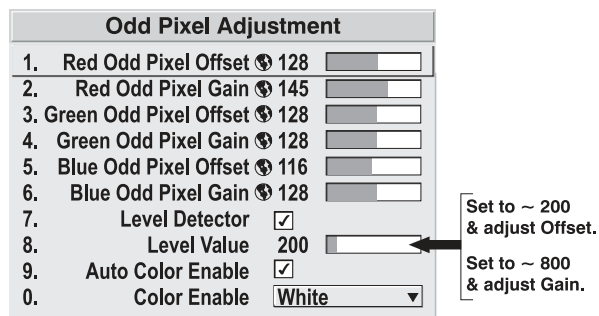 Odd Pixel Adjustment
1. Red Odd Pixel Offset 128
2. Red Odd Pixel Gain 145
3. Green Odd Pixel Offset 128
4. Green Odd Pixel Gain 128
5. Blue Odd Pixel Offset 116
6. Blue Odd Pixel Gain 128
7. Level Detector ✓
8. Level Value 200
9. Auto Color Enable ✓
0. Color Enable White
Set to ~ 200
& adjust Offset.
Set to ~ 800
& adjust Gain.